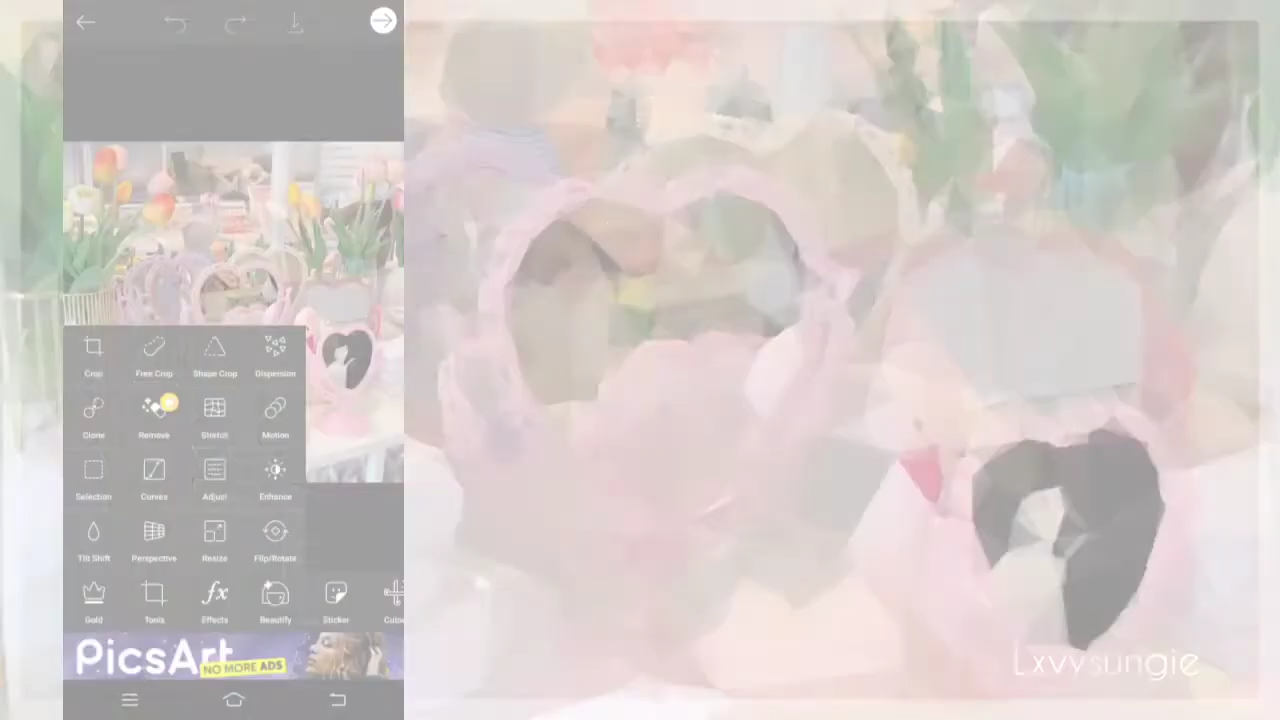 Crop Free Crop Shape Crop Dispersion
Clone Remove Stretch Motion
Selection Curves Adjust Enhance
Tilt Shift Perspective Resize Flip/Rotate
Gold Tools Effects Beautify Sticker
fx
PicsArt
NO MORE ADS
Lxvysungie